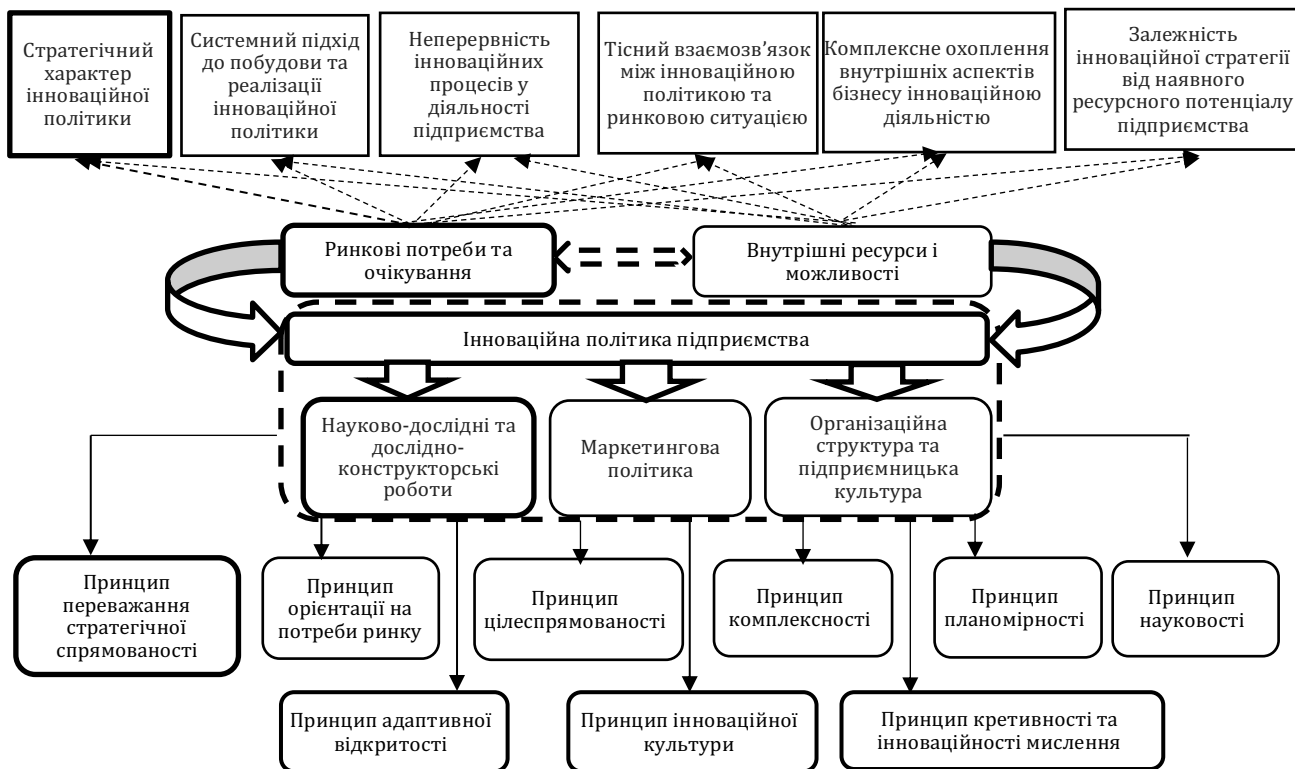 Стратегічний
характер
інноваційної
політики
Системний підхід
до побудови та
реалізації
інноваційної
політики
Неперервність
інноваційних
процесів у
діяльності
підприємства
Тісний взаємозв’язок
між інноваційною
політикою та
ринковою ситуацією
Комплексне охоплення
внутрішніх аспектів
бізнесу інноваційною
діяльністю
Залежність
інноваційної стратегії
від наявного
ресурсного потенціалу
підприємства
Ринкові потреби та
очікування
Внутрішні ресурси і
можливості
Інноваційна політика підприємства
Науково-дослідні та
дослідно-
конструкторські
роботи
Маркетингова
політика
Організаційна
структура та
підприємницька
культура
Принцип
переважання
стратегічної
спрямованості
Принцип
орієнтації на
потреби ринку
Принцип
цілеспрямованості
Принцип
комплексності
Принцип
планомірності
Принцип
науковості
Принцип адаптивної
відкритості
Принцип інноваційної
культури
Принцип кретивності та
інноваційності мислення